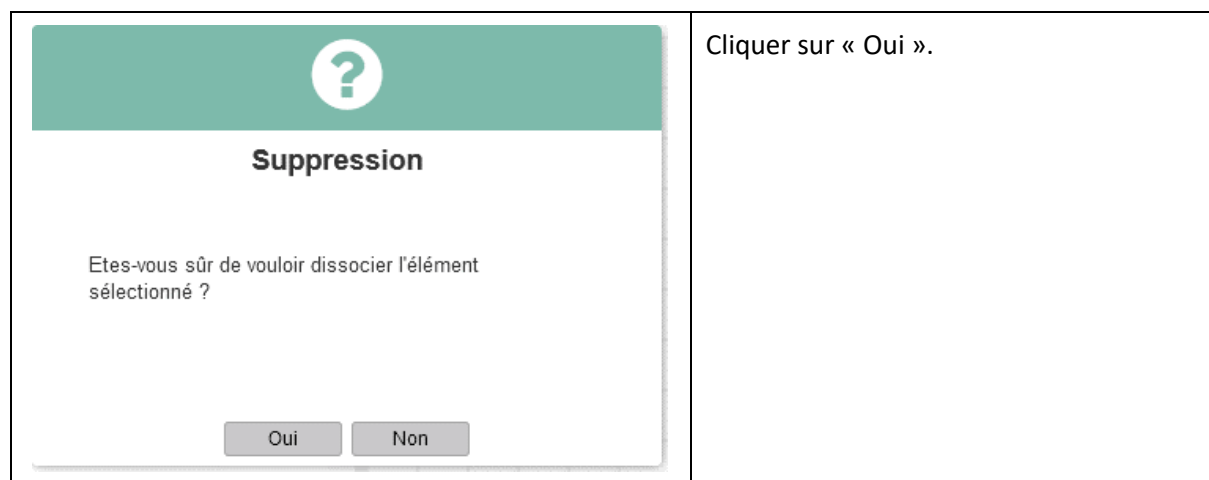 Suppression
Etes-vous sûr de vouloir dissocier l'élément
sélectionné ?
Oui Non
Cliquer sur « Oui ».